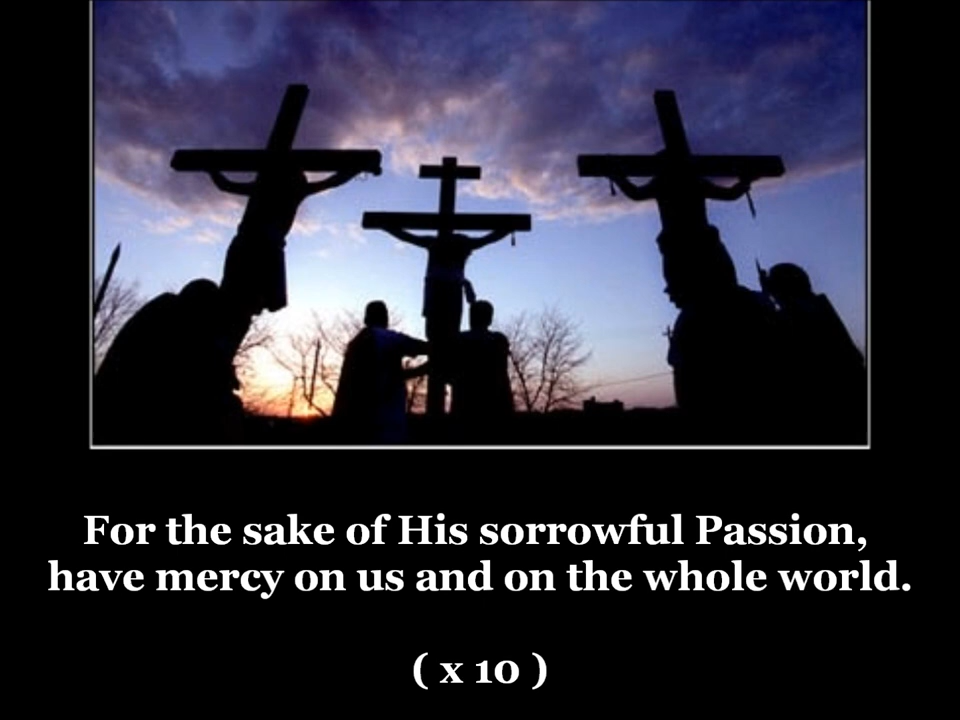 For the sake of His sorrowful Passion,
have mercy on us and on the whole world.
( x 10 )